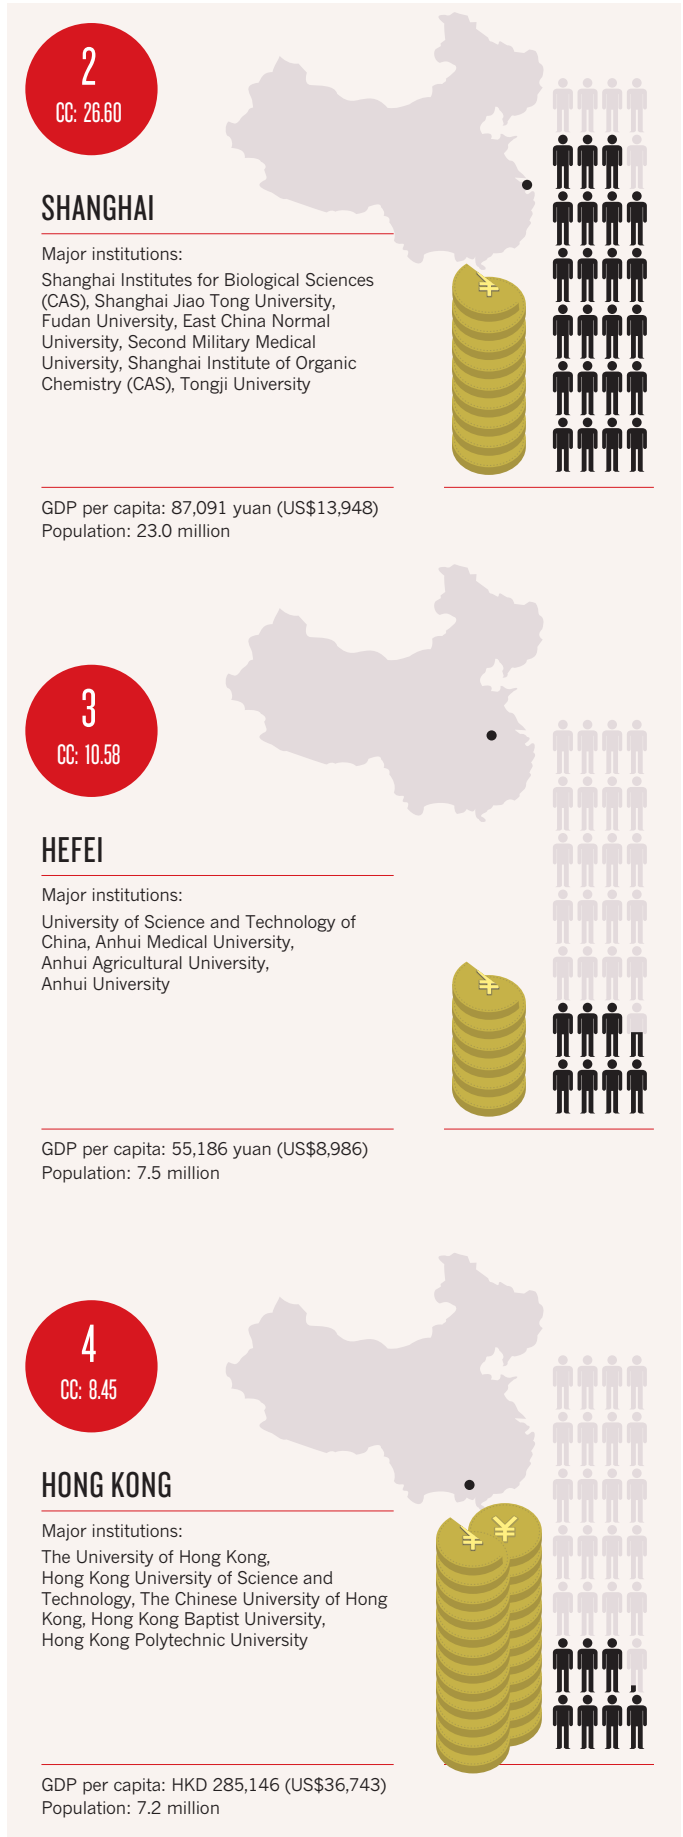 2
CC: 26.60
SHANGHAI
Major institutions:
Shanghai Institutes for Biological Sciences
(CAS), Shanghai Jiao Tong University,
Fudan University, East China Normal
University, Second Military Medical
University, Shanghai Institute of Organic
Chemistry (CAS), Tongji University
¥
GDP per capita: 87,091 yuan (US$13,948)
Population: 23.0 million
3
CC: 10.58
HEFEI
Major institutions:
University of Science and Technology of
China, Anhui Medical University,
Anhui Agricultural University,
Anhui University
¥
GDP per capita: 55,186 yuan (US$8,986)
Population: 7.5 million
4
CC: 8.45
HONG KONG
Major institutions:
The University of Hong Kong,
Hong Kong University of Science and
Technology, The Chinese University of Hong
Kong, Hong Kong Baptist University,
Hong Kong Polytechnic University
¥
¥
GDP per capita: HKD 285,146 (US$36,743)
Population: 7.2 million